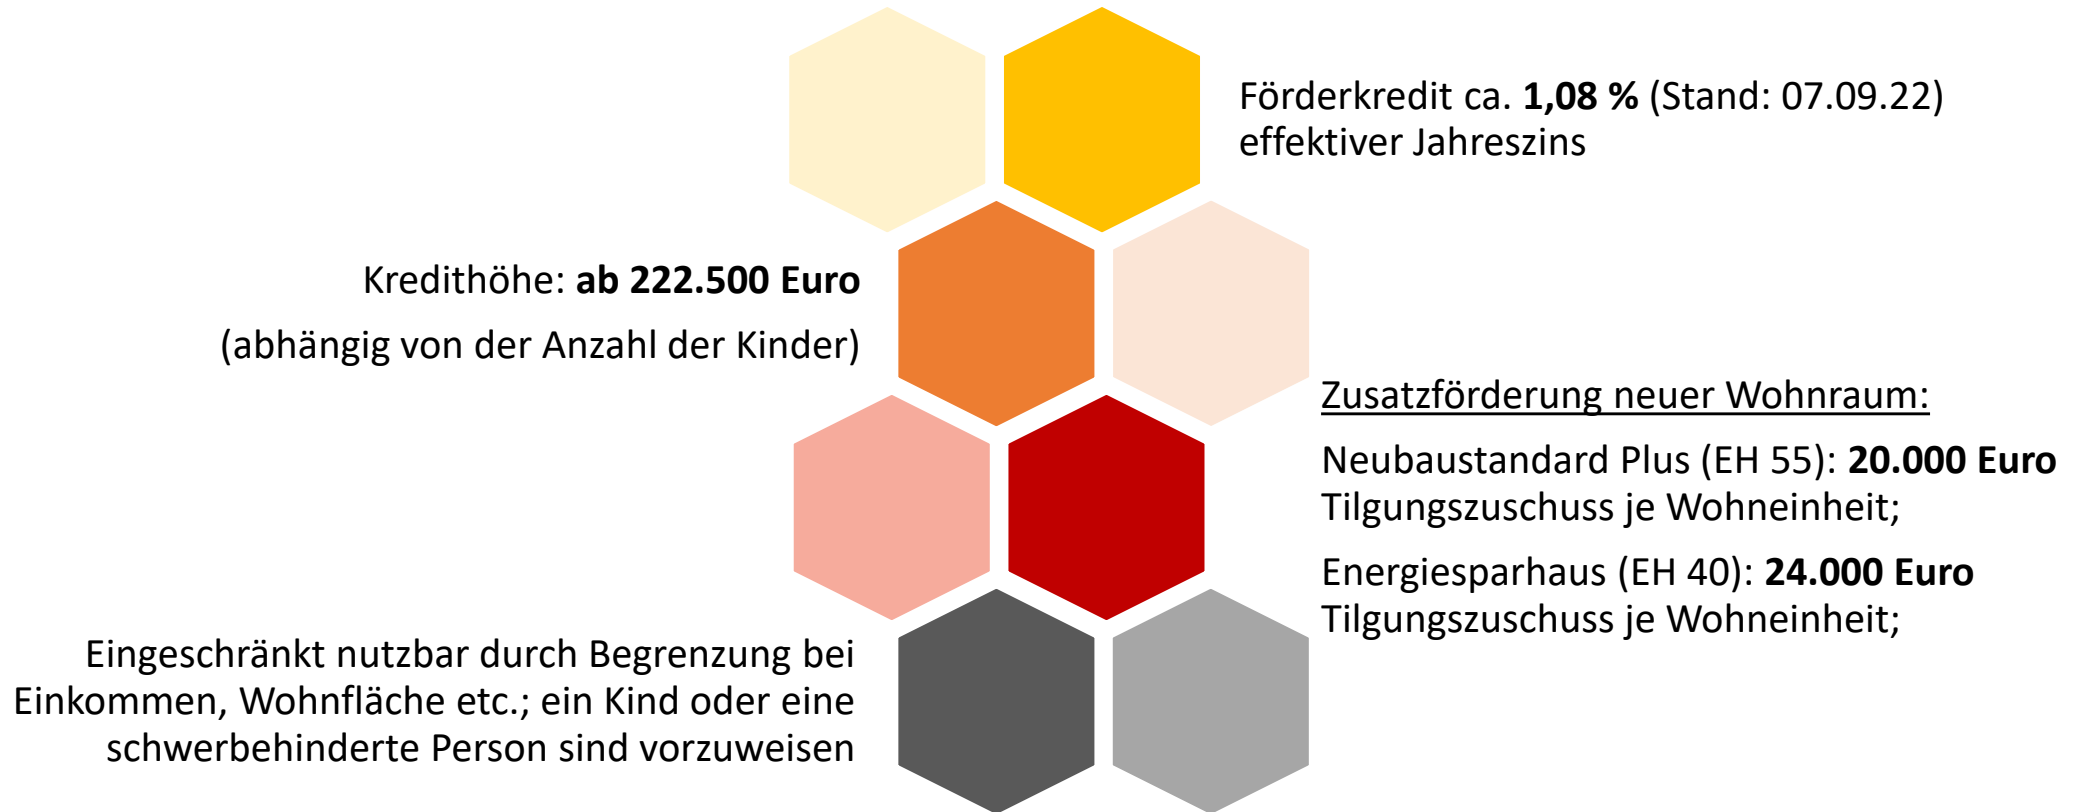 Förderkredit ca. 1,08 % (Stand: 07.09.22)
effektiver Jahreszins
Kredithöhe: ab 222.500 Euro
(abhängig von der Anzahl der Kinder)
Zusatzförderung neuer Wohnraum:
Neubaustandard Plus (EH 55): 20.000 Euro
Tilgungszuschuss je Wohneinheit;
Energiesparhaus (EH 40): 24.000 Euro
Tilgungszuschuss je Wohneinheit;
Eingeschränkt nutzbar durch Begrenzung bei
Einkommen, Wohnfläche etc.; ein Kind oder eine
schwerbehinderte Person sind vorzuweisen